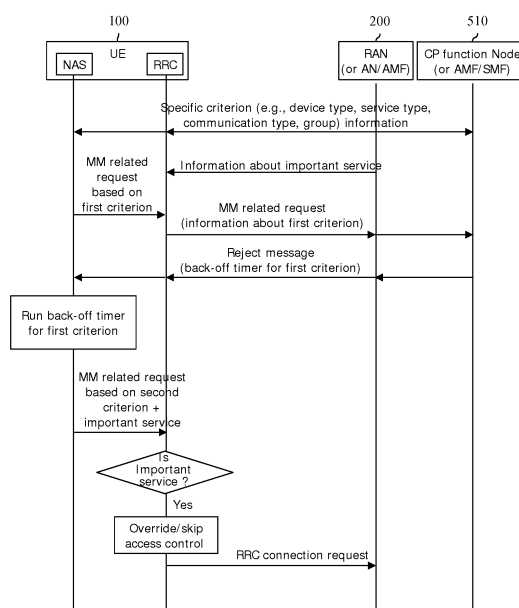 100
200
510
UE
NAS
RRC
RAN
(or AN/AMF)
CP function Node
(or AMF/SMF)
Specific criterion (e.g., device type, service type,
communication type, group) information
MM related
request
based on
first criterion
Information about important service
MM related request
(information about first criterion)
Reject message
(back-off timer for first criterion)
Run back-off timer
for first criterion
MM related request
based on second
criterion +
important service
Is
Important
service ?
Yes
Override/skip
access control
RRC connection request